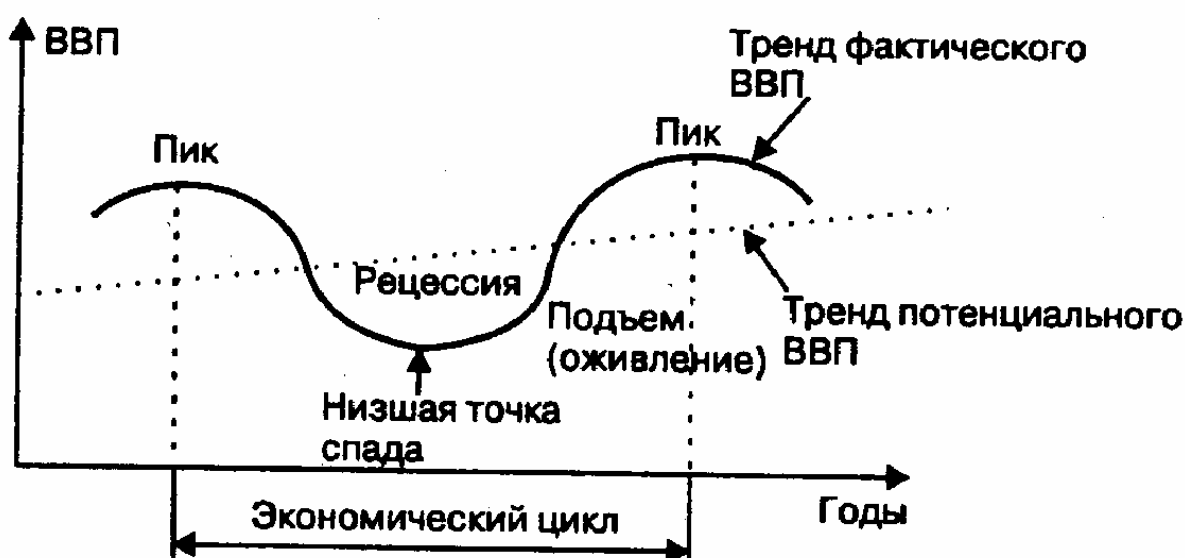 ВВП
Тренд фактического
ВВП
Пик
Пик
Рецессия
Подъем
(оживление)
Тренд потенциального
ВВП
Низшая точка
спада
Экономический цикл
Годы